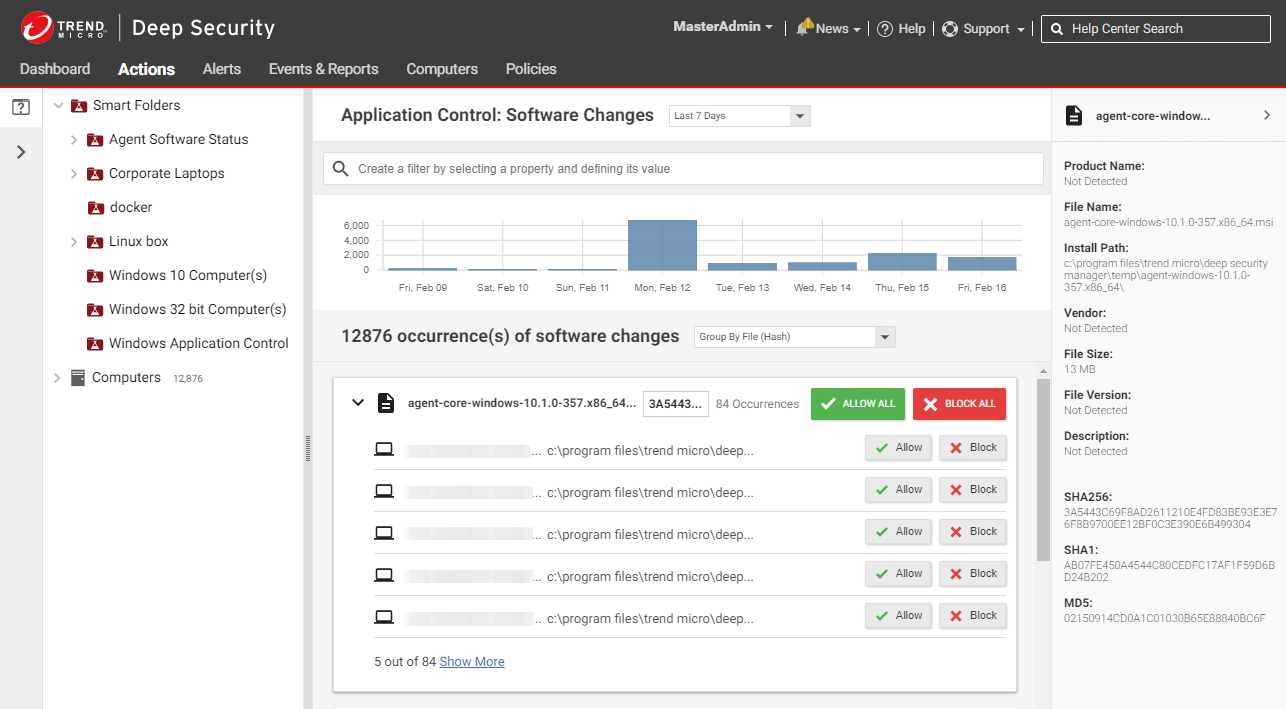 TREND MICRO Deep Security
MasterAdmin News Help Support Help Center Search
Dashboard Actions Alerts Events & Reports Computers Policies
Smart Folders
Agent Software Status
Corporate Laptops
docker
Linux box
Windows 10 Computer(s)
Windows 32 bit Computer(s)
Windows Application Control
Computers 12,876
Application Control: Software Changes Last 7 Days
Create a filter by selecting a property and defining its value
6,000
4,000
2,000
0
Fri, Feb 09 Sat, Feb 10 Sun, Feb 11 Mon, Feb 12 Tue, Feb 13 Wed, Feb 14 Thu, Feb 15 Fri, Feb 16
12876 occurrence(s) of software changes Group By File (Hash)
agent-core-windows-10.1.0-357.x86_64... 3A5443... 84 Occurrences ALLOW ALL BLOCK ALL
... c:\program files\trend micro\deep... Allow Block
... c:\program files\trend micro\deep... Allow Block
... c:\program files\trend micro\deep... Allow Block
... c:\program files\trend micro\deep... Allow Block
... c:\program files\trend micro\deep... Allow Block
5 out of 84 Show More
agent-core-window...
Product Name:
Not Detected
File Name:
agent-core-windows-10.1.0-357.x86_64.msi
Install Path:
c:\program files\trend micro\deep security
manager\temp\agent-windows-10.1.0-
357.x86_64\
Vendor:
Not Detected
File Size:
13 MB
File Version:
Not Detected
Description:
Not Detected
SHA256:
3A5443C69F8AD2611210E4FD83BE93E3E7
6F8B9700EE12BF0C3E390E6B499304
SHA1:
AB07FE450A4544C80CEDFC17AF1F59D6B
D24B202
MD5:
02150914CD0A1C01030B65E88840BC6F